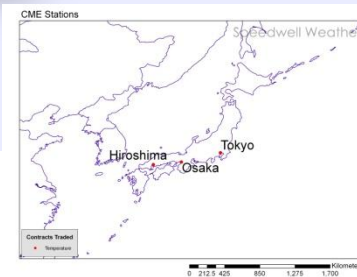 CME Stations
Speedwell Weathe
Tokyo
Hiroshima
Osaka
Contracts Traded
Temperature
Kilomete
0 212.5 425 850 1,275 1,700